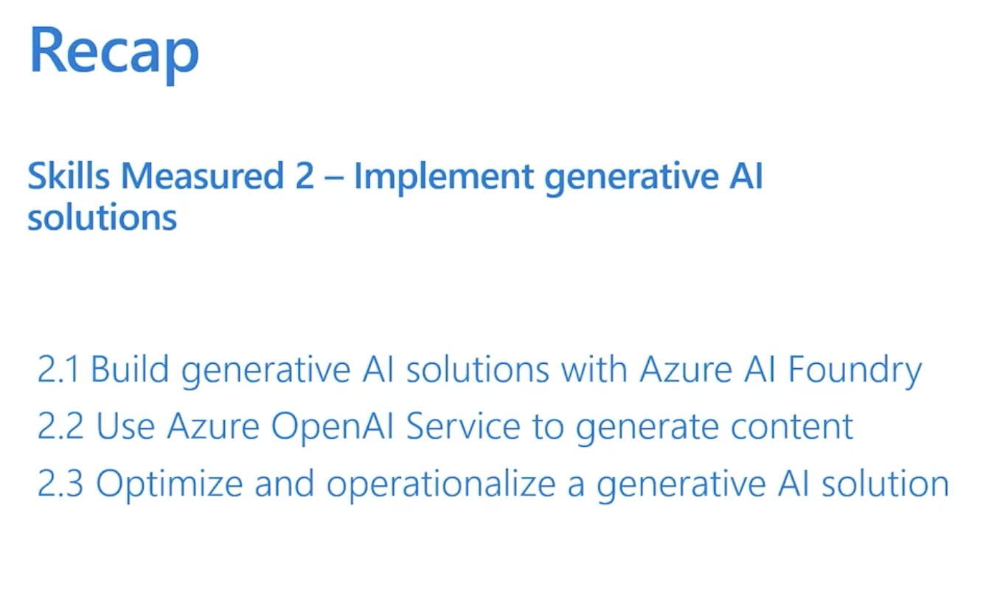 Recap
Skills Measured 2 – Implement generative AI
solutions
2.1 Build generative AI solutions with Azure AI Foundry
2.2 Use Azure OpenAI Service to generate content
2.3 Optimize and operationalize a generative AI solution